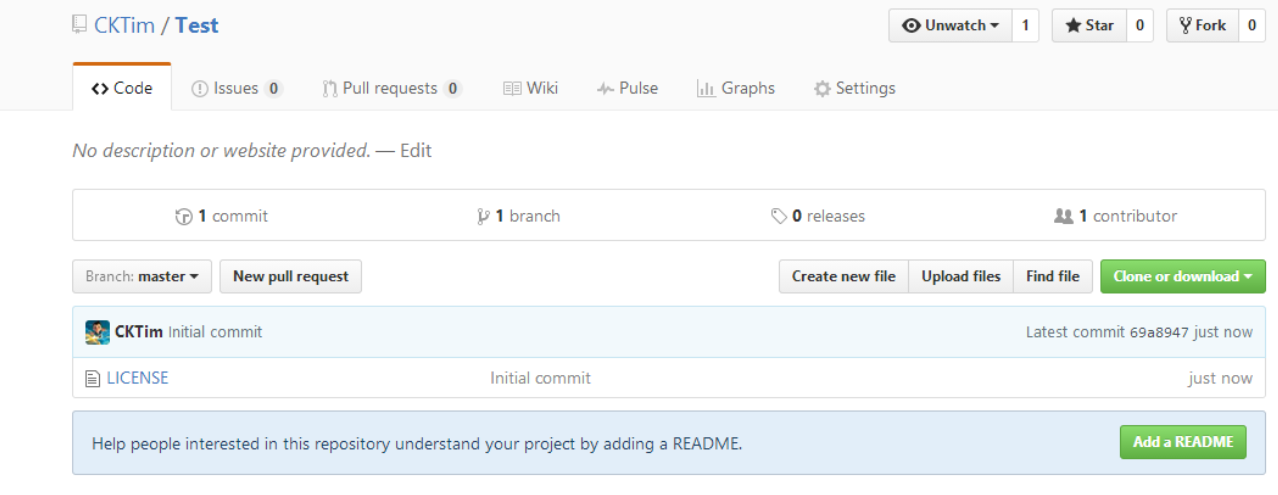 CKTim / Test Unwatch 1 Star 0 Fork 0
Code Issues 0 Pull requests 0 Wiki Pulse Graphs Settings
No description or website provided. — Edit
1 commit 1 branch 0 releases 1 contributor
Branch: master New pull request Create new file Upload files Find file Clone or download
CKTim Initial commit Latest commit 69a8947 just now
LICENSE Initial commit just now
Help people interested in this repository understand your project by adding a README. Add a README